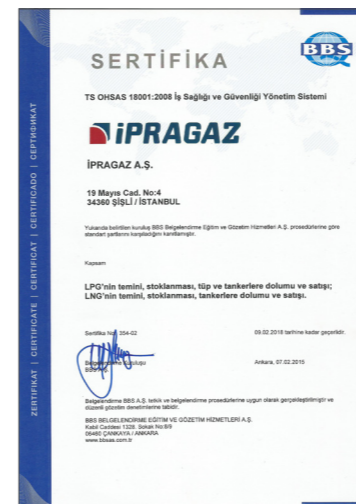 SERTİFİKA
BBS
TS OHSAS 18001:2008 İş Sağlığı ve Güvenliği Yönetim Sistemi
iPRAGAZ
İPRAGAZ A.Ş.
19 Mayıs Cad. No:4
34360 ŞİŞLİ / İSTANBUL
Yukarıda belirtilen kuruluş BBS Belgelendirme Eğitim ve Gözetim Hizmetleri A.Ş. prosedürlerine göre
standart şartlarını karşıladığını kanıtlamıştır.
Kapsam
LPG'nin temini, stoklanması, tüp ve tankerlere dolumu ve satışı;
LNG'nin temini, stoklanması, tankerlere dolumu ve satışı.
Sertifika No: 354-02
09.02.2018 tarihine kadar geçerlidir.
Belgelendirme Kuruluşu
BBS A.Ş.
Ankara, 07.02.2015
Belgelendirme BBS A.Ş. tetkik ve belgelendirme prosedürlerine uygun olarak gerçekleştirilmiştir ve
düzenli gözetim denetimlerine tabidir.
BBS BELGELENDİRME EĞİTİM VE GÖZETİM HİZMETLERİ A.Ş.
Kabil Caddesi 1328. Sokak No:8/9
06460 ÇANKAYA / ANKARA
www.bbsas.com.tr
ZERTIFIKAT | CERTIFICATE | CERTIFICAT | CERTIFICADO | СЕРТИФИКАТ